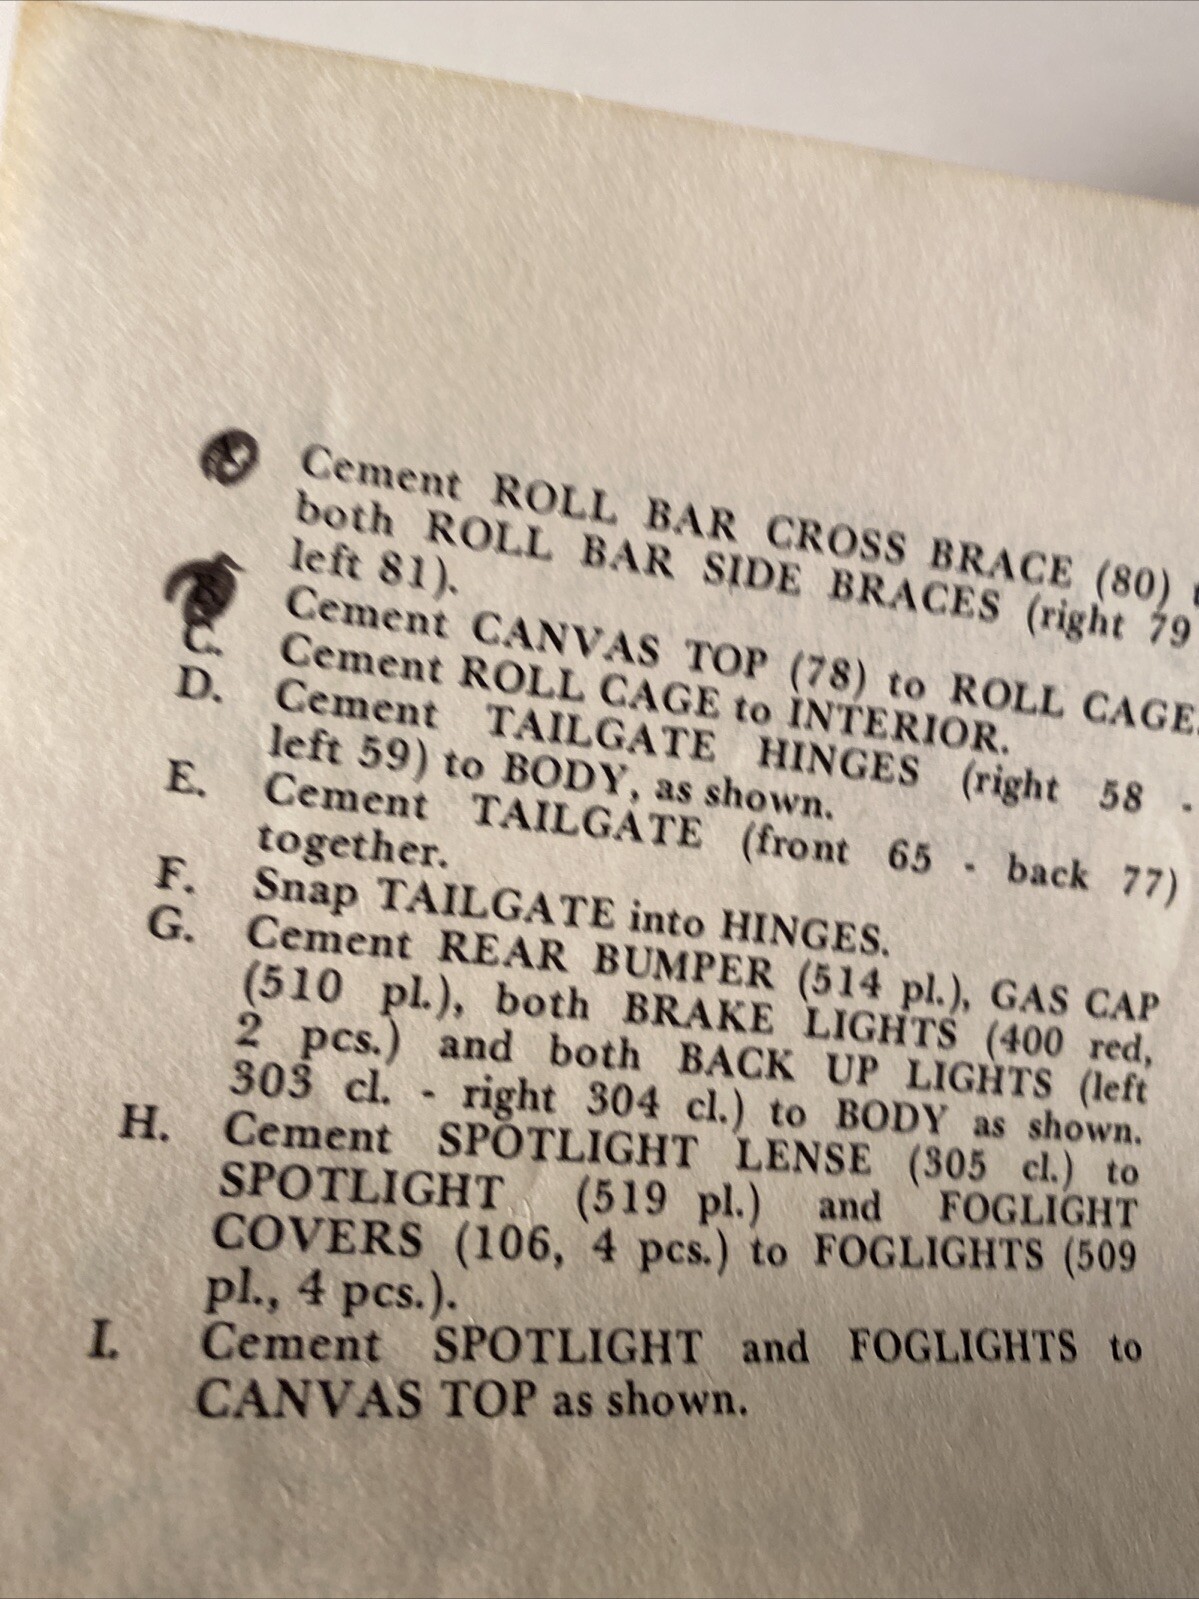 Cement ROLL BAR CROSS BRACE (80)
both ROLL BAR SIDE BRACES (right 79
left 81).
Cement CANVAS TOP (78) to ROLL CAGE.
C. Cement ROLL CAGE to INTERIOR.
D. Cement TAILGATE HINGES (right 58 -
left 59) to BODY, as shown.
E. Cement TAILGATE (front 65 - back 77)
together.
F. Snap TAILGATE into HINGES.
G. Cement REAR BUMPER (514 pl.), GAS CAP
(510 pl.), both BRAKE LIGHTS (400 red,
2 pcs.) and both BACK UP LIGHTS (left
303 cl. - right 304 cl.) to BODY as shown.
H. Cement SPOTLIGHT LENSE (305 cl.) to
SPOTLIGHT (519 pl.) and FOGLIGHT
COVERS (106, 4 pcs.) to FOGLIGHTS (509
pl., 4 pcs.).
I. Cement SPOTLIGHT and FOGLIGHTS to
CANVAS TOP as shown.